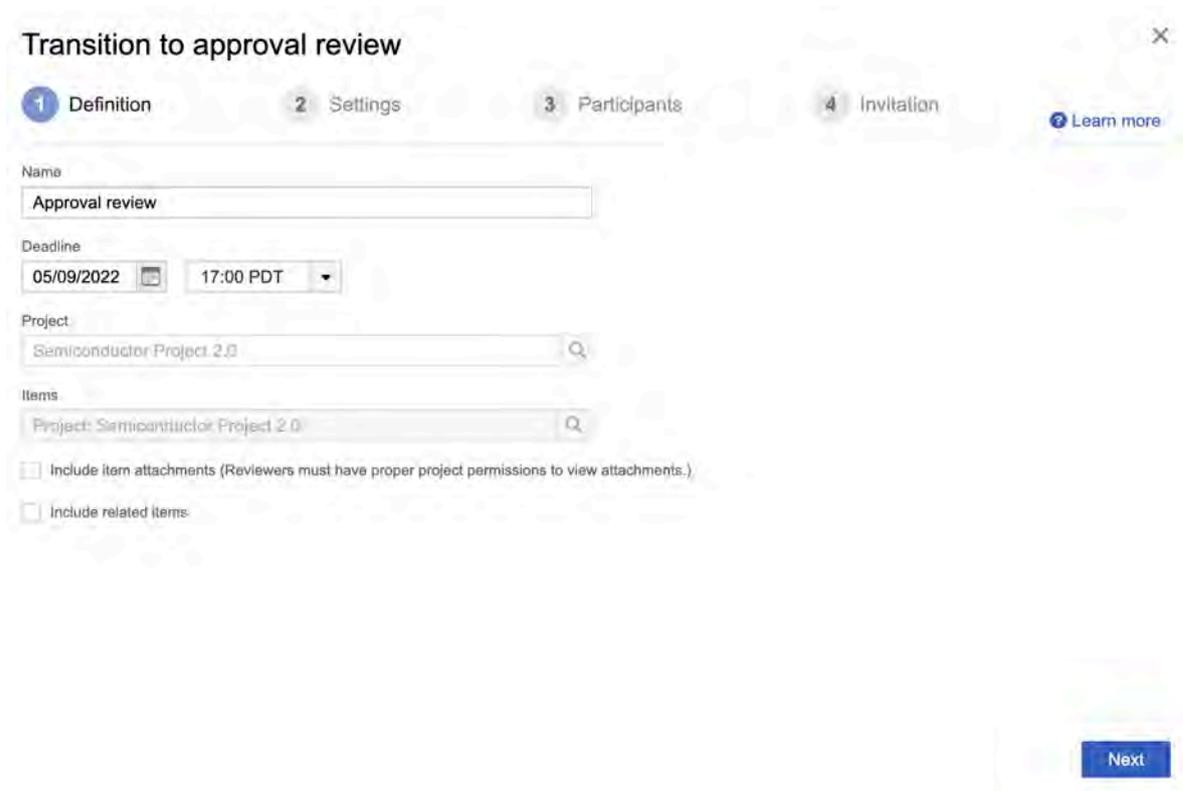 Transition to approval review
1 Definition
2 Settings
3 Participants
4 Invitation
Learn more
Name
Approval review
Deadline
05/09/2022 17:00 PDT
Project
Semiconductor Project 2.0
Items
Project: Semiconductor Project 2.0
Include item attachments (Reviewers must have proper project permissions to view attachments.)
Include related items
Next